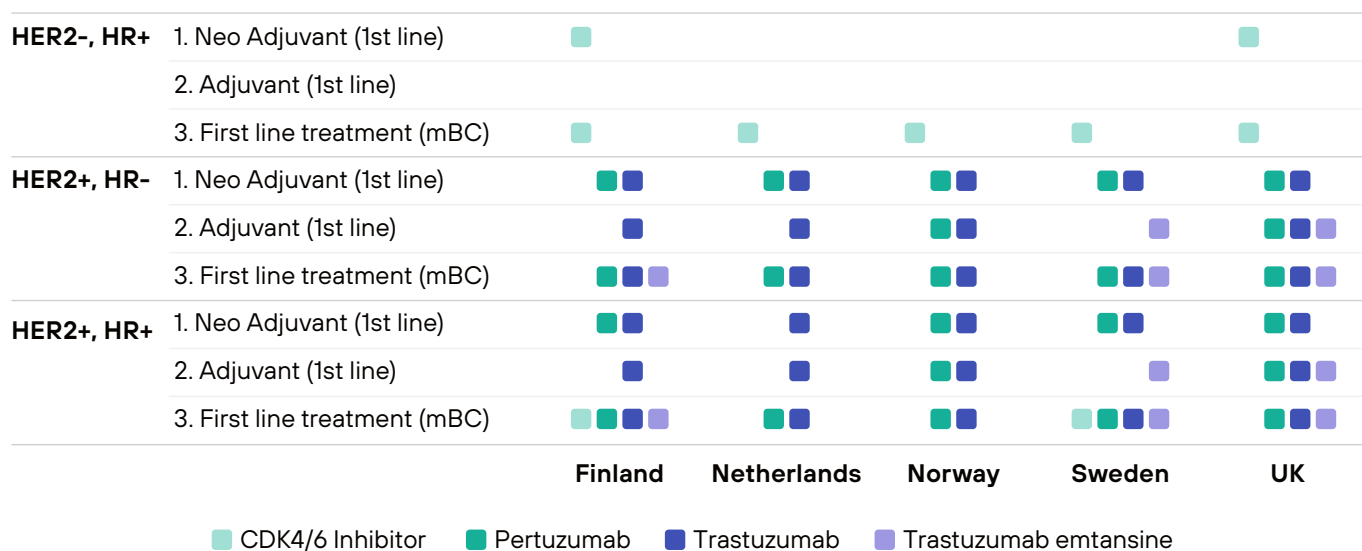 HER2-, HR+ 1. Neo Adjuvant (1st line)
2. Adjuvant (1st line)
3. First line treatment (mBC)
HER2+, HR- 1. Neo Adjuvant (1st line)
2. Adjuvant (1st line)
3. First line treatment (mBC)
HER2+, HR+ 1. Neo Adjuvant (1st line)
2. Adjuvant (1st line)
3. First line treatment (mBC)
Finland Netherlands Norway Sweden UK
CDK4/6 Inhibitor Pertuzumab Trastuzumab Trastuzumab emtansine